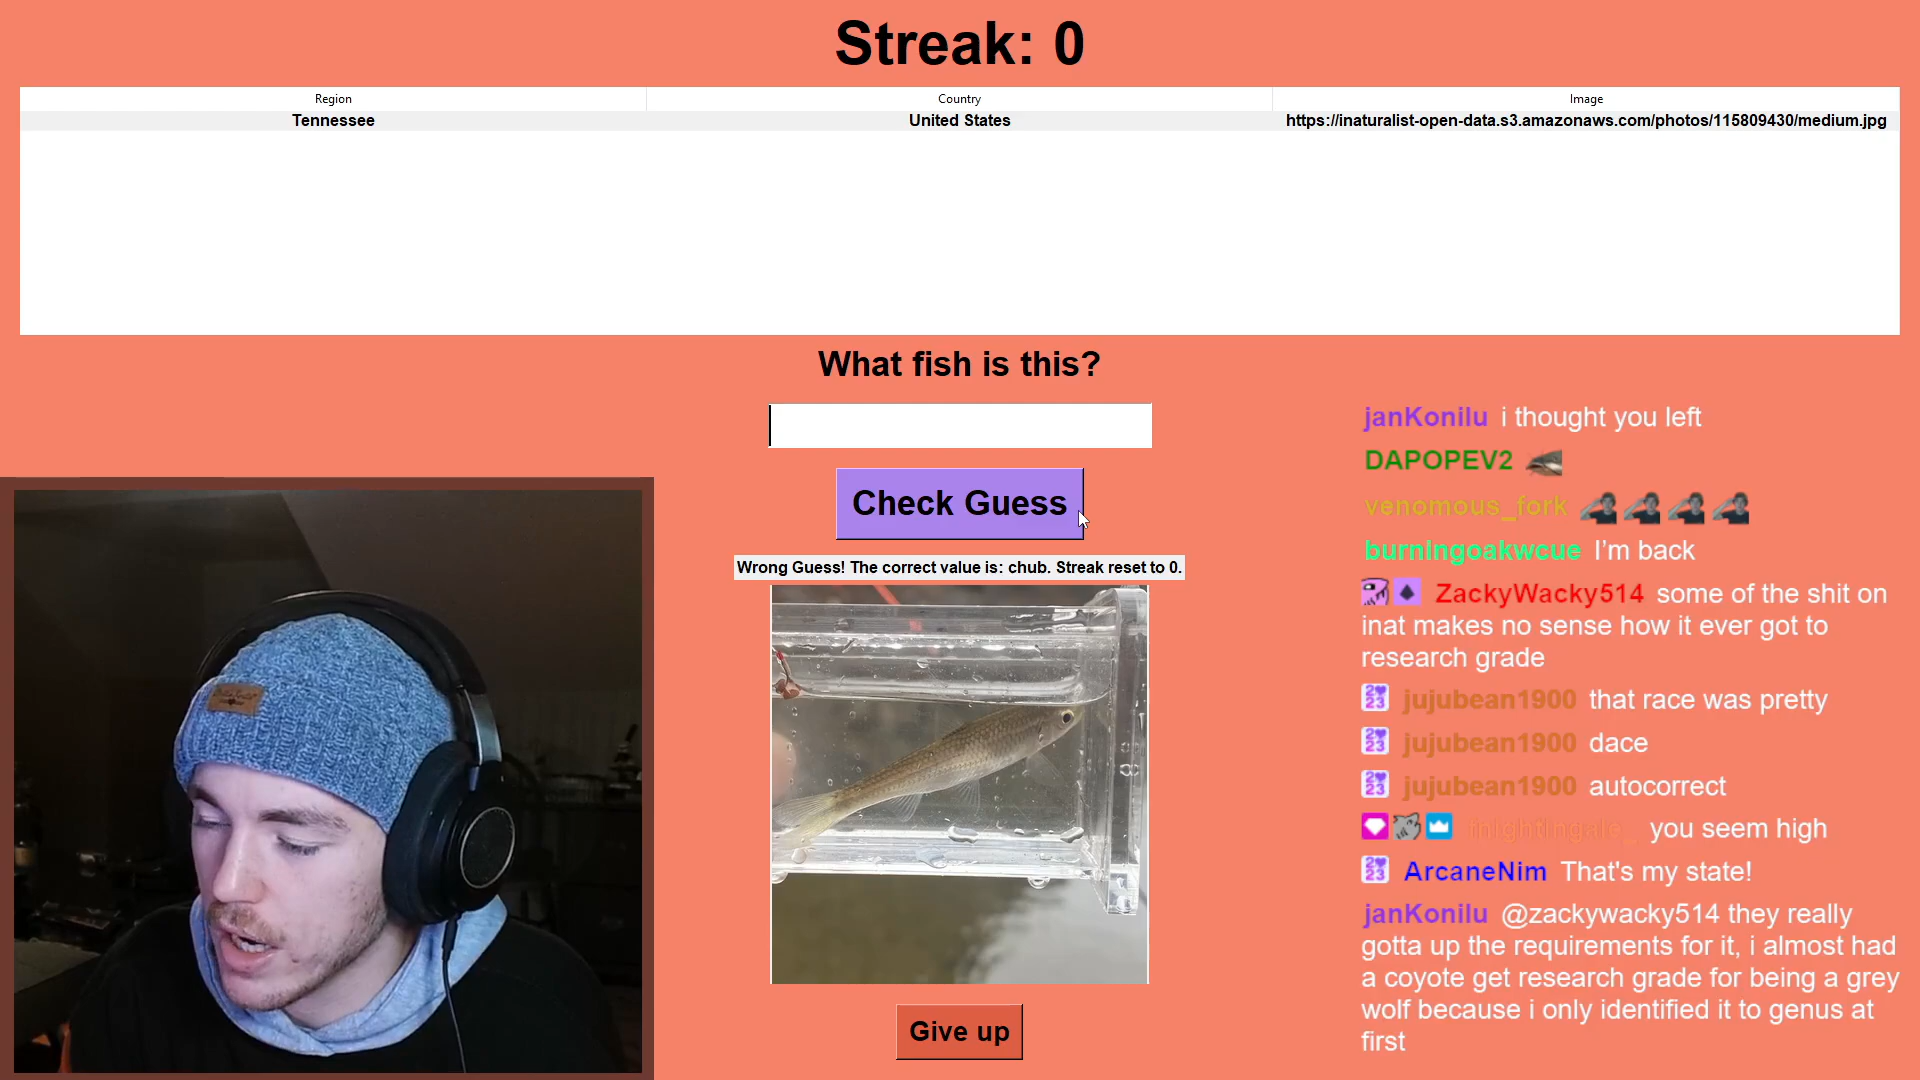 Streak: 0
Region Country Image
Tennessee United States https://inaturalist-open-data.s3.amazonaws.com/photos/115809430/medium.jpg
What fish is this?
Check Guess
Wrong Guess! The correct value is: chub. Streak reset to 0.
Give up
janKonilu i thought you left
DAPOPEV2
venomous_fork
burningoakwcue I’m back
ZackyWacky514 some of the shit on
inat makes no sense how it ever got to
research grade
jujubean1900 that race was pretty
jujubean1900 dace
jujubean1900 autocorrect
fnightingale_ you seem high
ArcaneNim That's my state!
janKonilu @zackywacky514 they really
gotta up the requirements for it, i almost had
a coyote get research grade for being a grey
wolf because i only identified it to genus at
first